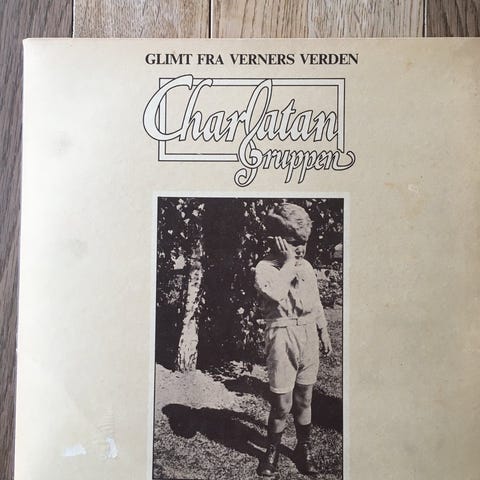 GLIMT FRA VERNERS VERDEN
Charlatan
Gruppen